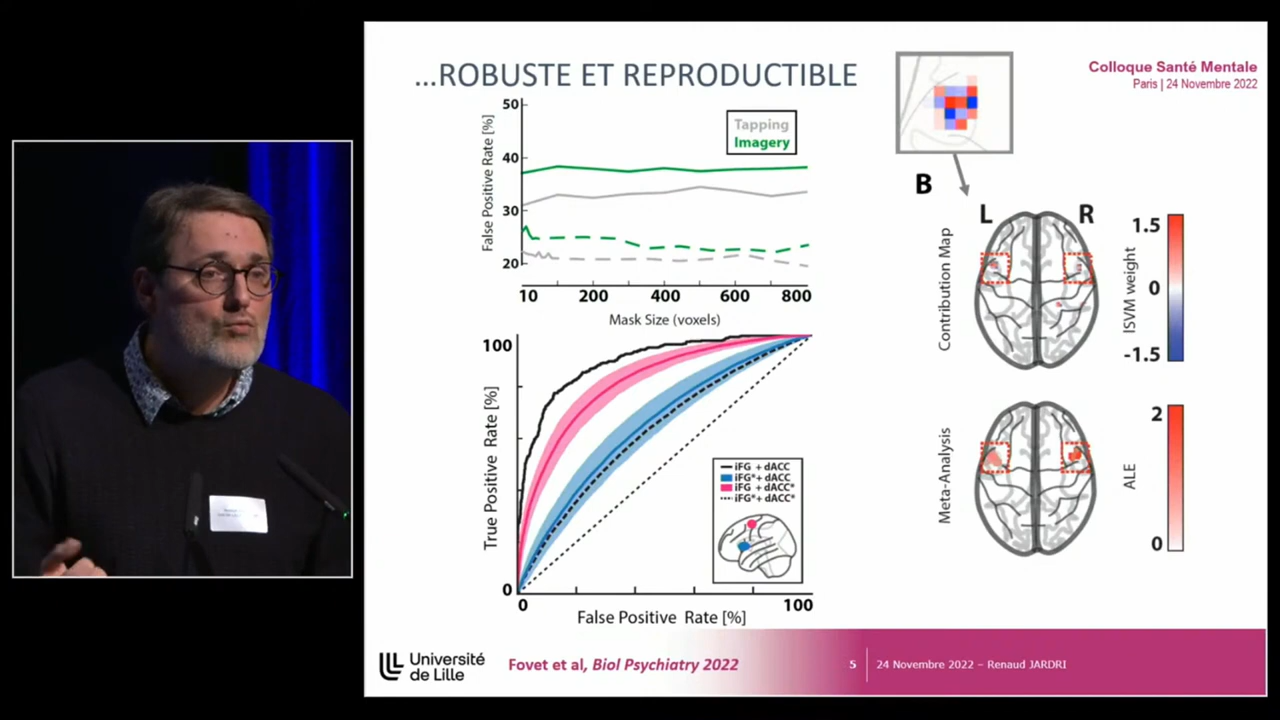 ...ROBUSTE ET REPRODUCTIBLE
Colloque Santé Mentale
Paris | 24 Novembre 2022
False Positive Rate [%]
50
40
30
20
Tapping
Imagery
10 200 400 600 800
Mask Size (voxels)
True Positive Rate [%]
100
0
iFG + dACC
iFG*+ dACC
iFG + dACC*
iFG*+ dACC*
0 100
False Positive Rate [%]
B
L R
Contribution Map
1.5
0
-1.5
ISVM weight
Meta-Analysis
2
0
ALE
Université
de Lille
Fovet et al, Biol Psychiatry 2022
5
24 Novembre 2022 – Renaud JARDRI